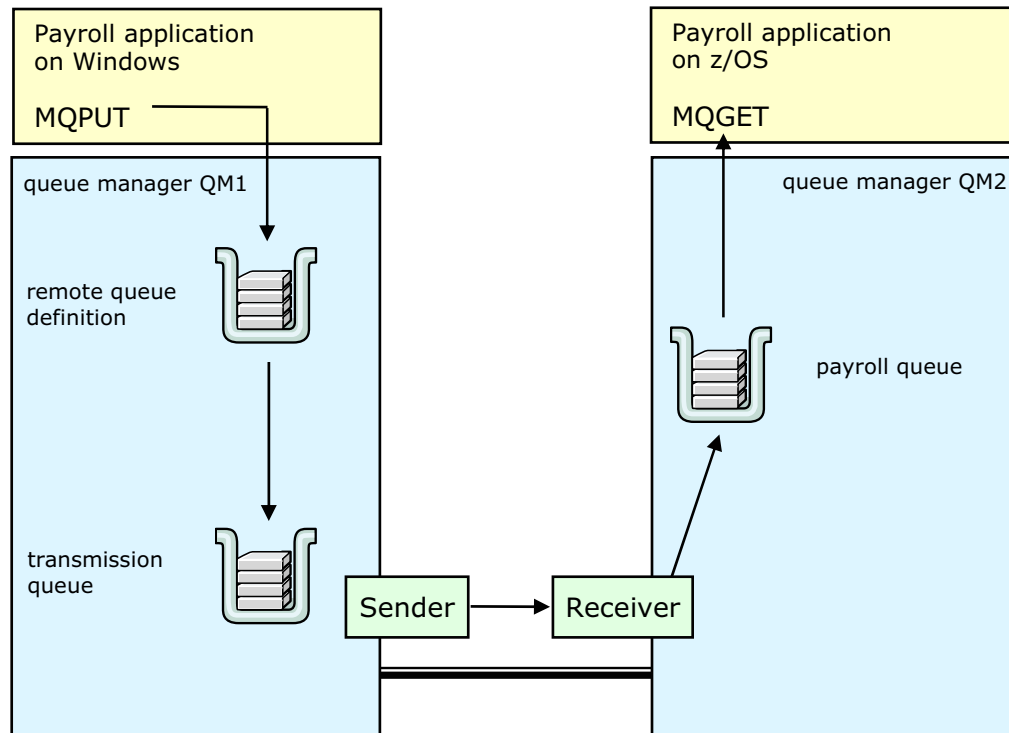 Payroll application
on Windows
MQPUT
queue manager QM1
remote queue
definition
transmission
queue
Sender
Receiver
Payroll application
on z/OS
MQGET
queue manager QM2
payroll queue